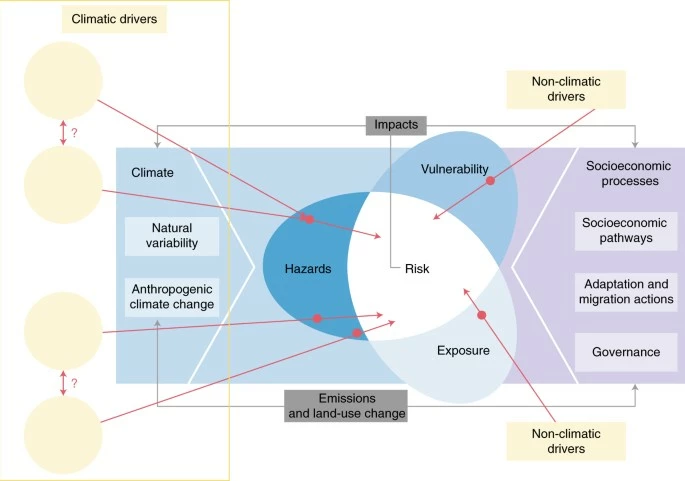 Climatic drivers
?
?
Non-climatic
drivers
Impacts
Climate
Natural
variability
Anthropogenic
climate change
Hazards
Vulnerability
Risk
Exposure
Socioeconomic
processes
Socioeconomic
pathways
Adaptation and
migration actions
Governance
Emissions
and land-use change
Non-climatic
drivers